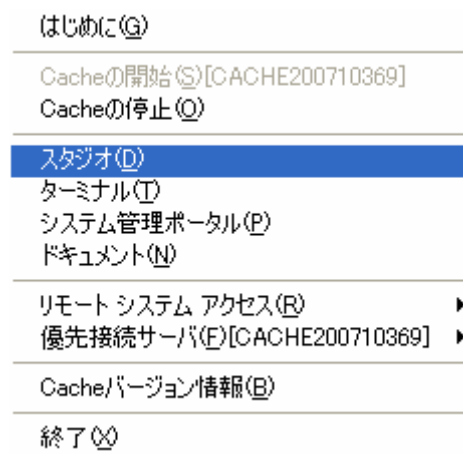 はじめに(G)
Cacheの開始(S)[CACHE200710369]
Cacheの停止(O)
スタジオ(D)
ターミナル(T)
システム管理ポータル(P)
ドキュメント(N)
リモート システム アクセス(R)
優先接続サーバ(F)[CACHE200710369]
Cacheバージョン情報(B)
終了(X)